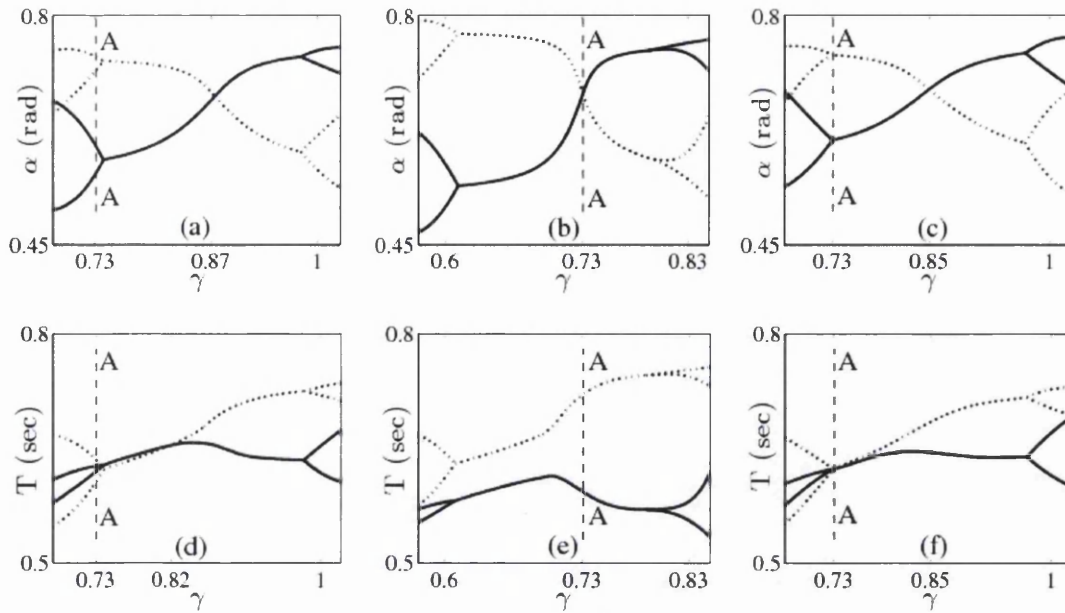 0.8
α (rad)
0.45
A
A
(a)
0.73
0.87
1
γ
0.8
α (rad)
0.45
A
A
(b)
0.6
0.73
0.83
γ
0.8
α (rad)
0.45
A
A
(c)
0.73
0.85
1
γ
0.8
T (sec)
0.5
A
A
(d)
0.73
0.82
1
γ
0.8
T (sec)
0.5
A
A
(e)
0.6
0.73
0.83
γ
0.8
T (sec)
0.5
A
A
(f)
0.73
0.85
1
γ